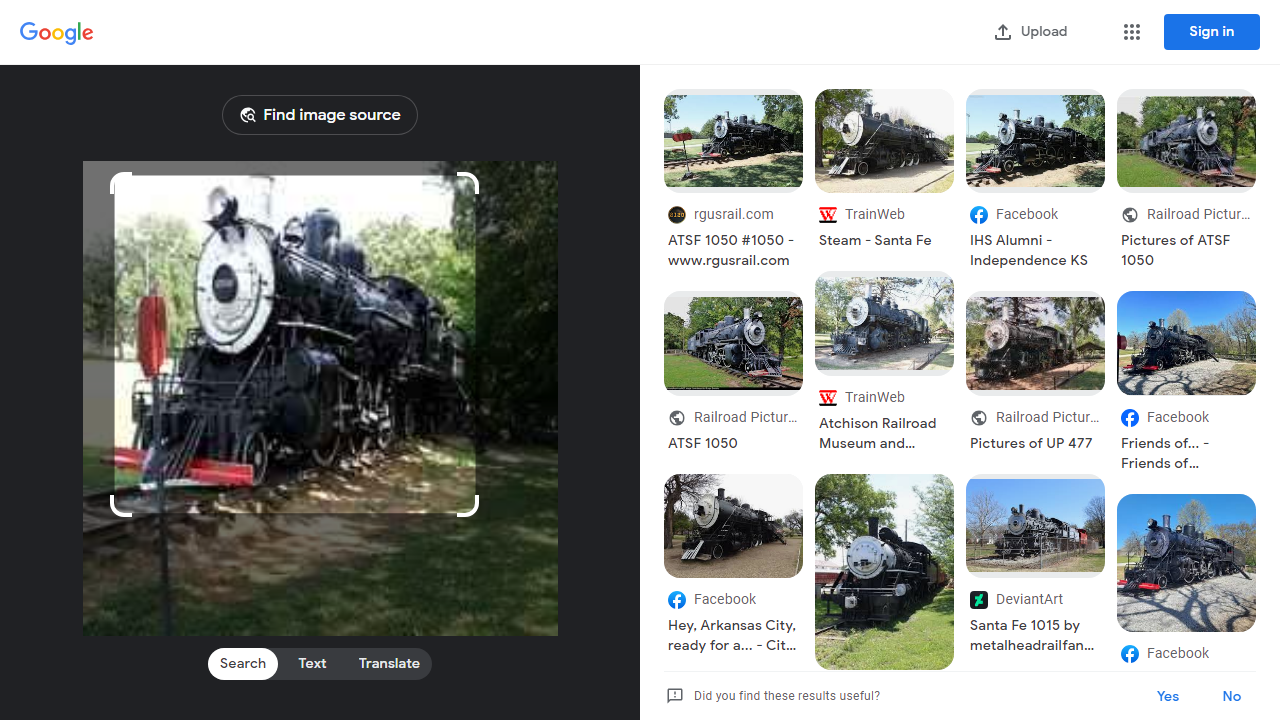 Google
Upload
Sign in
Find image source
Search
Text
Translate
rgusrail.com
ATSF 1050 #1050 -
www.rgusrail.com
TrainWeb
Steam - Santa Fe
Facebook
IHS Alumni -
Independence KS
Railroad Pictur...
Pictures of ATSF
1050
Railroad Pictur...
ATSF 1050
TrainWeb
Atchison Railroad
Museum and...
Railroad Pictur...
Pictures of UP 477
Facebook
Friends of... -
Friends of...
Facebook
Hey, Arkansas City,
ready for a... - Cit...
DeviantArt
Santa Fe 1015 by
metalheadrailfan...
Facebook
Did you find these results useful?
Yes
No